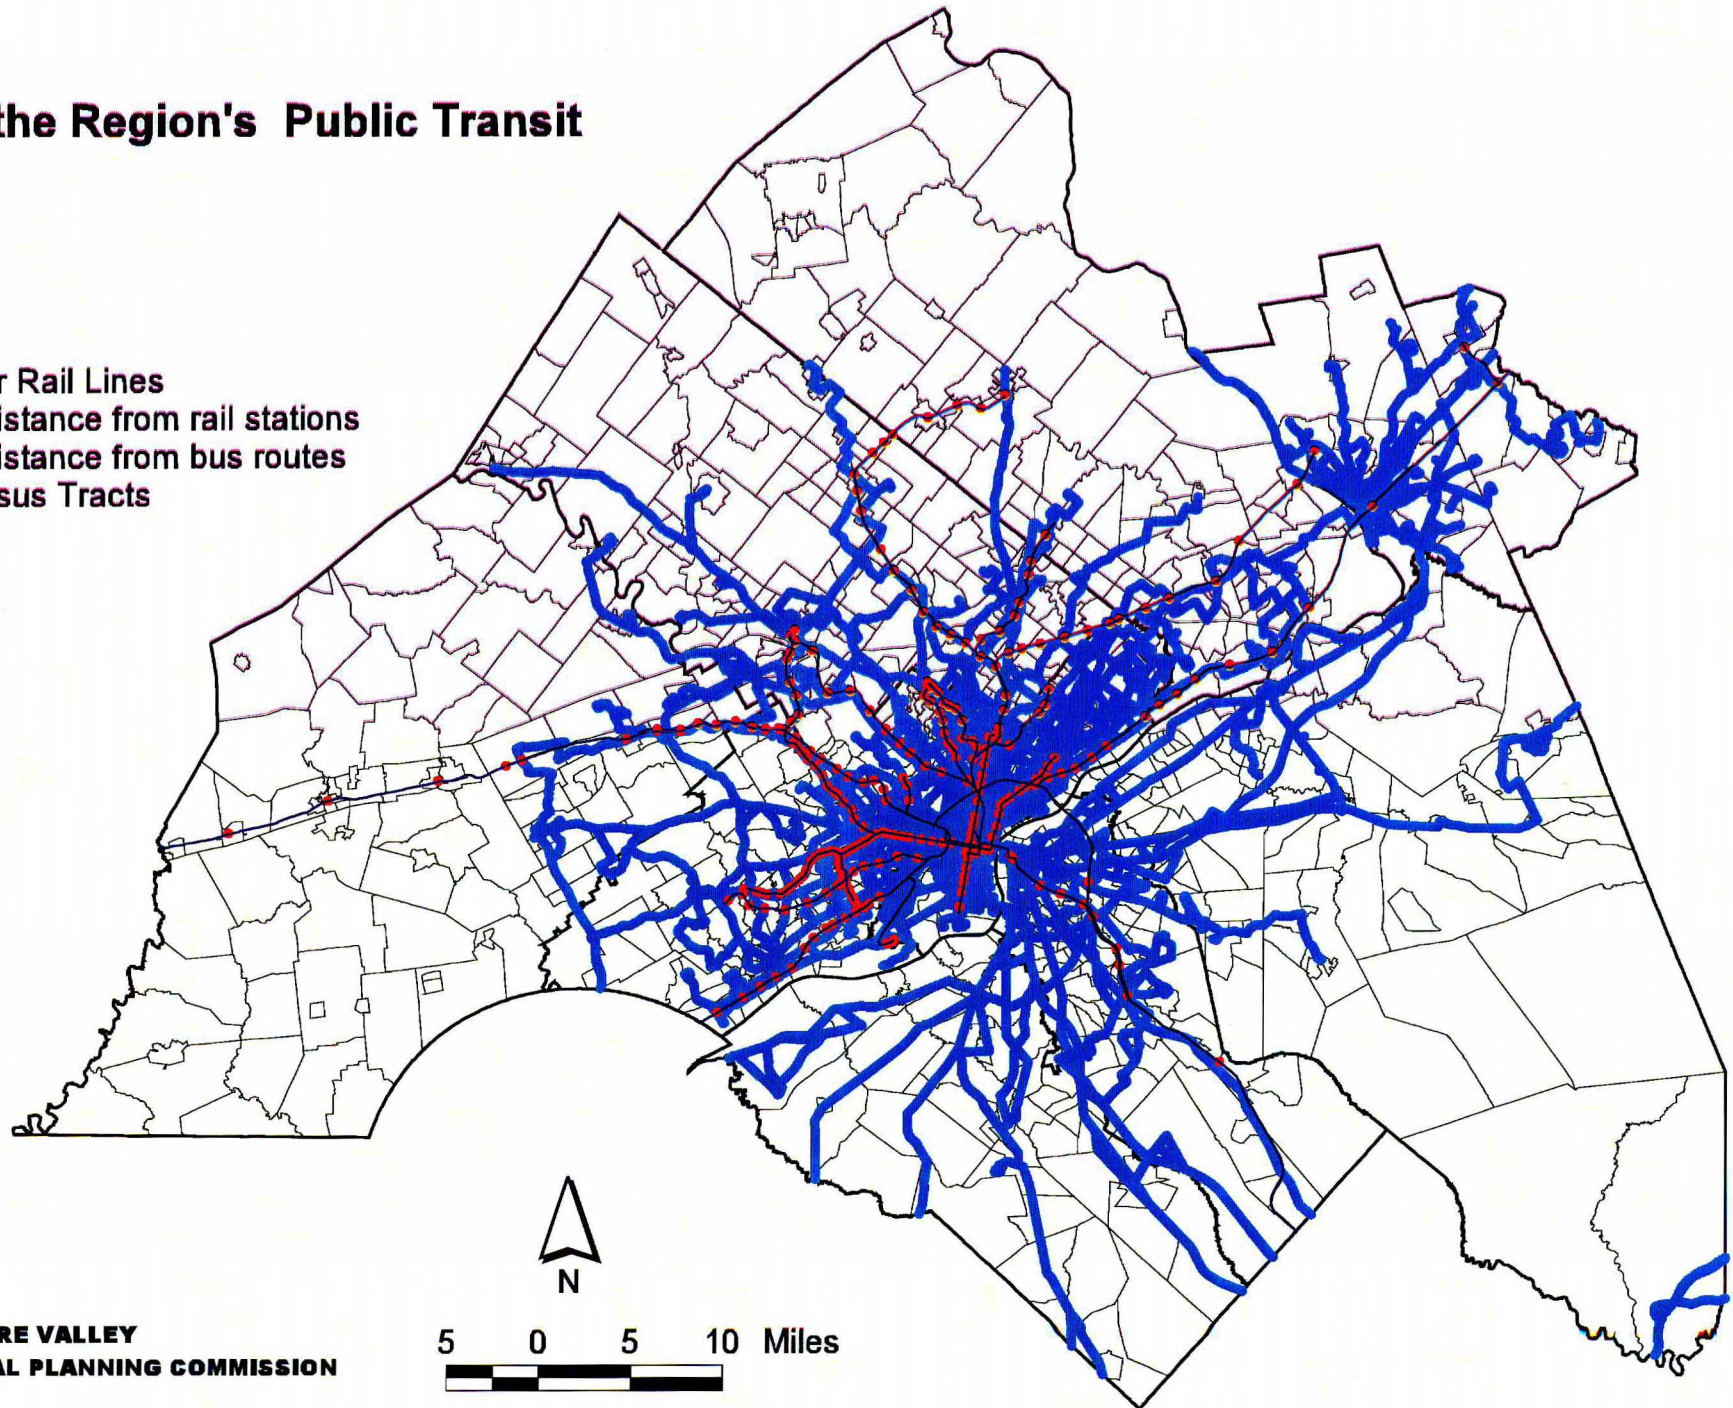 the Region's Public Transit
r Rail Lines
istance from rail stations
istance from bus routes
sus Tracts
N
RE VALLEY
AL PLANNING COMMISSION
5 0 5 10 Miles